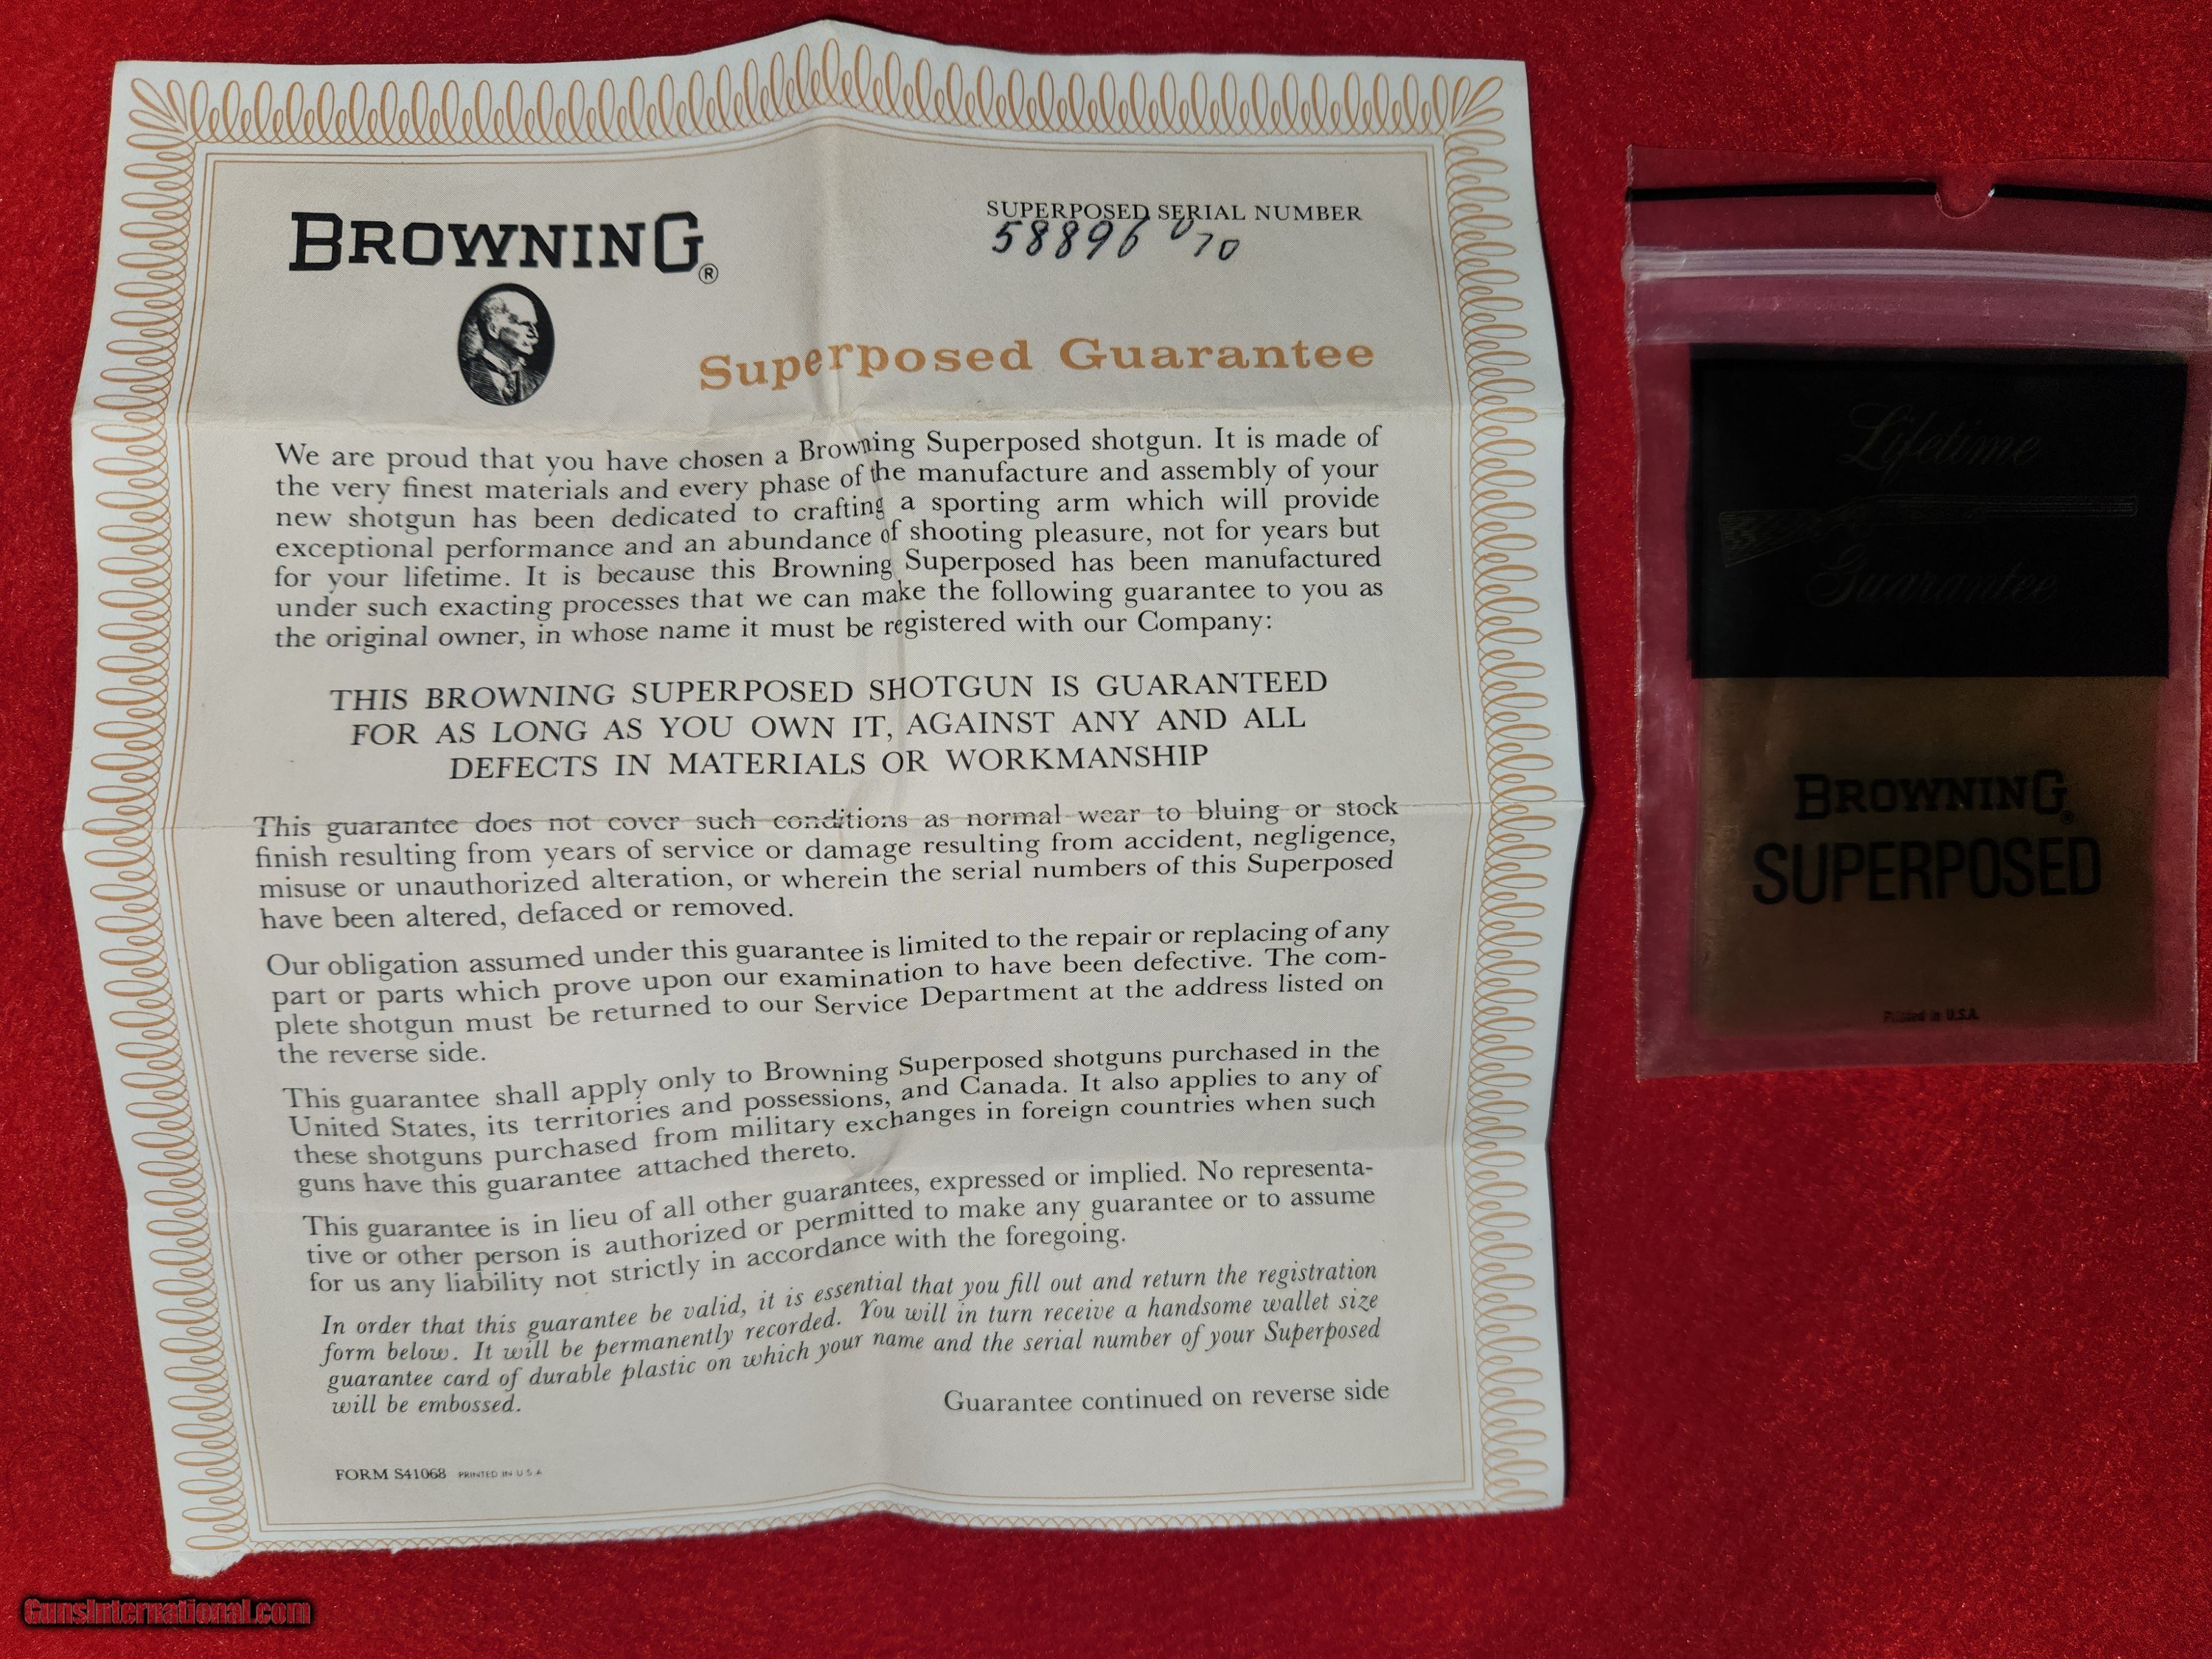 BROWNING®
SUPERPOSED SERIAL NUMBER
58896 U 70
Superposed Guarantee
We are proud that you have chosen a Browning Superposed shotgun. It is made of
the very finest materials and every phase of the manufacture and assembly of your
new shotgun has been dedicated to crafting a sporting arm which will provide
exceptional performance and an abundance of shooting pleasure, not for years but
for your lifetime. It is because this Browning Superposed has been manufactured
under such exacting processes that we can make the following guarantee to you as
the original owner, in whose name it must be registered with our Company:
THIS BROWNING SUPERPOSED SHOTGUN IS GUARANTEED
FOR AS LONG AS YOU OWN IT, AGAINST ANY AND ALL
DEFECTS IN MATERIALS OR WORKMANSHIP
This guarantee does not cover such conditions as normal wear to bluing or stock
finish resulting from years of service or damage resulting from accident, negligence,
misuse or unauthorized alteration, or wherein the serial numbers of this Superposed
have been altered, defaced or removed.
Our obligation assumed under this guarantee is limited to the repair or replacing of any
part or parts which prove upon our examination to have been defective. The com-
plete shotgun must be returned to our Service Department at the address listed on
the reverse side.
This guarantee shall apply only to Browning Superposed shotguns purchased in the
United States, its territories and possessions, and Canada. It also applies to any of
these shotguns purchased from military exchanges in foreign countries when such
guns have this guarantee attached thereto.
This guarantee is in lieu of all other guarantees, expressed or implied. No representa-
tive or other person is authorized or permitted to make any guarantee or to assume
for us any liability not strictly in accordance with the foregoing.
In order that this guarantee be valid, it is essential that you fill out and return the registration
form below. It will be permanently recorded. You will in turn receive a handsome wallet size
guarantee card of durable plastic on which your name and the serial number of your Superposed
will be embossed.
Guarantee continued on reverse side
FORM S41068 PRINTED IN U.S.A
Lifetime
Guarantee
BROWNING®
SUPERPOSED
Printed in U.S.A.
GunsInternational.com